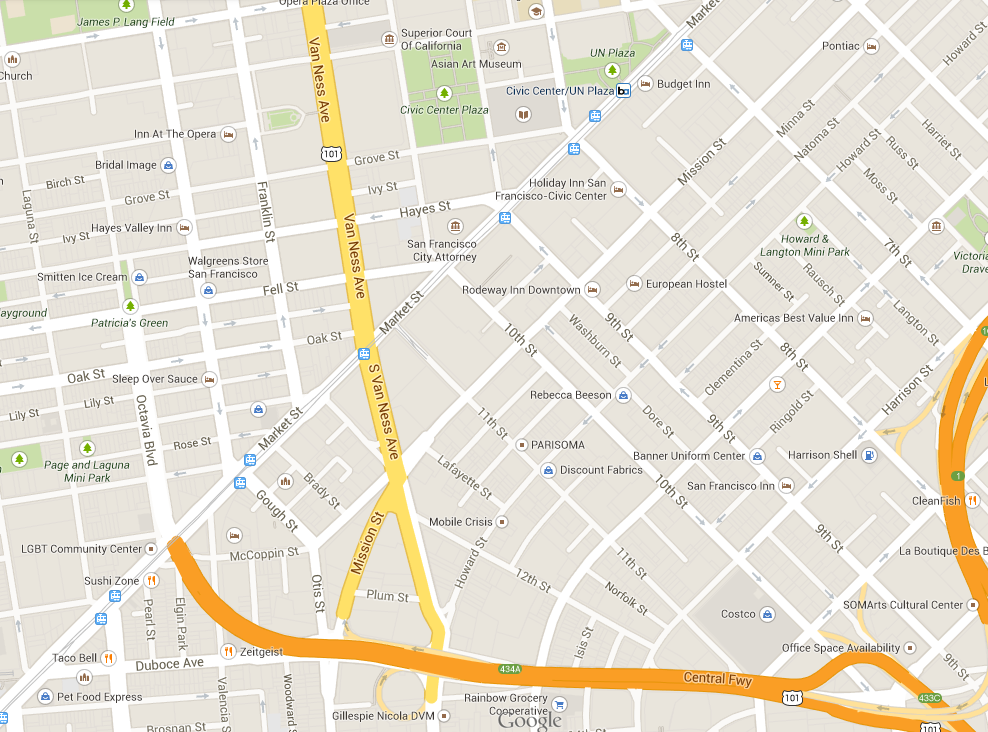 Opera Plaza Office
Market
James P. Lang Field
Church
Superior Court
Of California
Asian Art Museum
UN Plaza
Pontiac
Howard St
Van Ness Ave
Civic Center/UN Plaza
Budget Inn
Civic Center Plaza
Inn At The Opera
101
Grove St
Minna St
Natoma St
Howard St
Harriet St
Russ St
Moss St
Mission St
Bridal Image
Birch St
Grove St
Laguna St
Franklin St
Ivy St
Hayes St
Holiday Inn San
Francisco-Civic Center
Hayes Valley Inn
Ivy St
Van Ness Ave
San Francisco
City Attorney
8th St
Howard &
Langton Mini Park
7th St
Victoria
Drave
Walgreens Store
San Francisco
Smitten Ice Cream
Fell St
Rodeway Inn Downtown
European Hostel
Sumner St
Rausch St
Patricia's Green
ayground
Market St
9th St
Americas Best Value Inn
Langton St
Oak St
10th St
Washburn St
8th St
Oak St
Sleep Over Sauce
S Van Ness Ave
Clementina St
Harrison St
Lily St
Lily St
Octavia Blvd
Market St
Rebecca Beeson
Dore St
9th St
Ringold St
Rose St
11th St
PARISOMA
Page and Laguna
Mini Park
Lafayette St
Discount Fabrics
Banner Uniform Center
Harrison Shell
1
Brady St
Gough St
10th St
San Francisco Inn
CleanFish
Mission St
Mobile Crisis
LGBT Community Center
McCoppin St
Howard St
11th St
9th St
La Boutique Des B
Sushi Zone
Otis St
12th St
Plum St
Norfolk St
Costco
SOMArts Cultural Center
Pearl St
Elgin Park
Isis St
Taco Bell
Duboce Ave
Zeitgeist
Office Space Availability
9th St
434A
Central Fwy
101
433C
Pet Food Express
Valencia S
Woodward S
Rainbow Grocery
Cooperative
Gillespie Nicola DVM
Google
Brosnan St
101